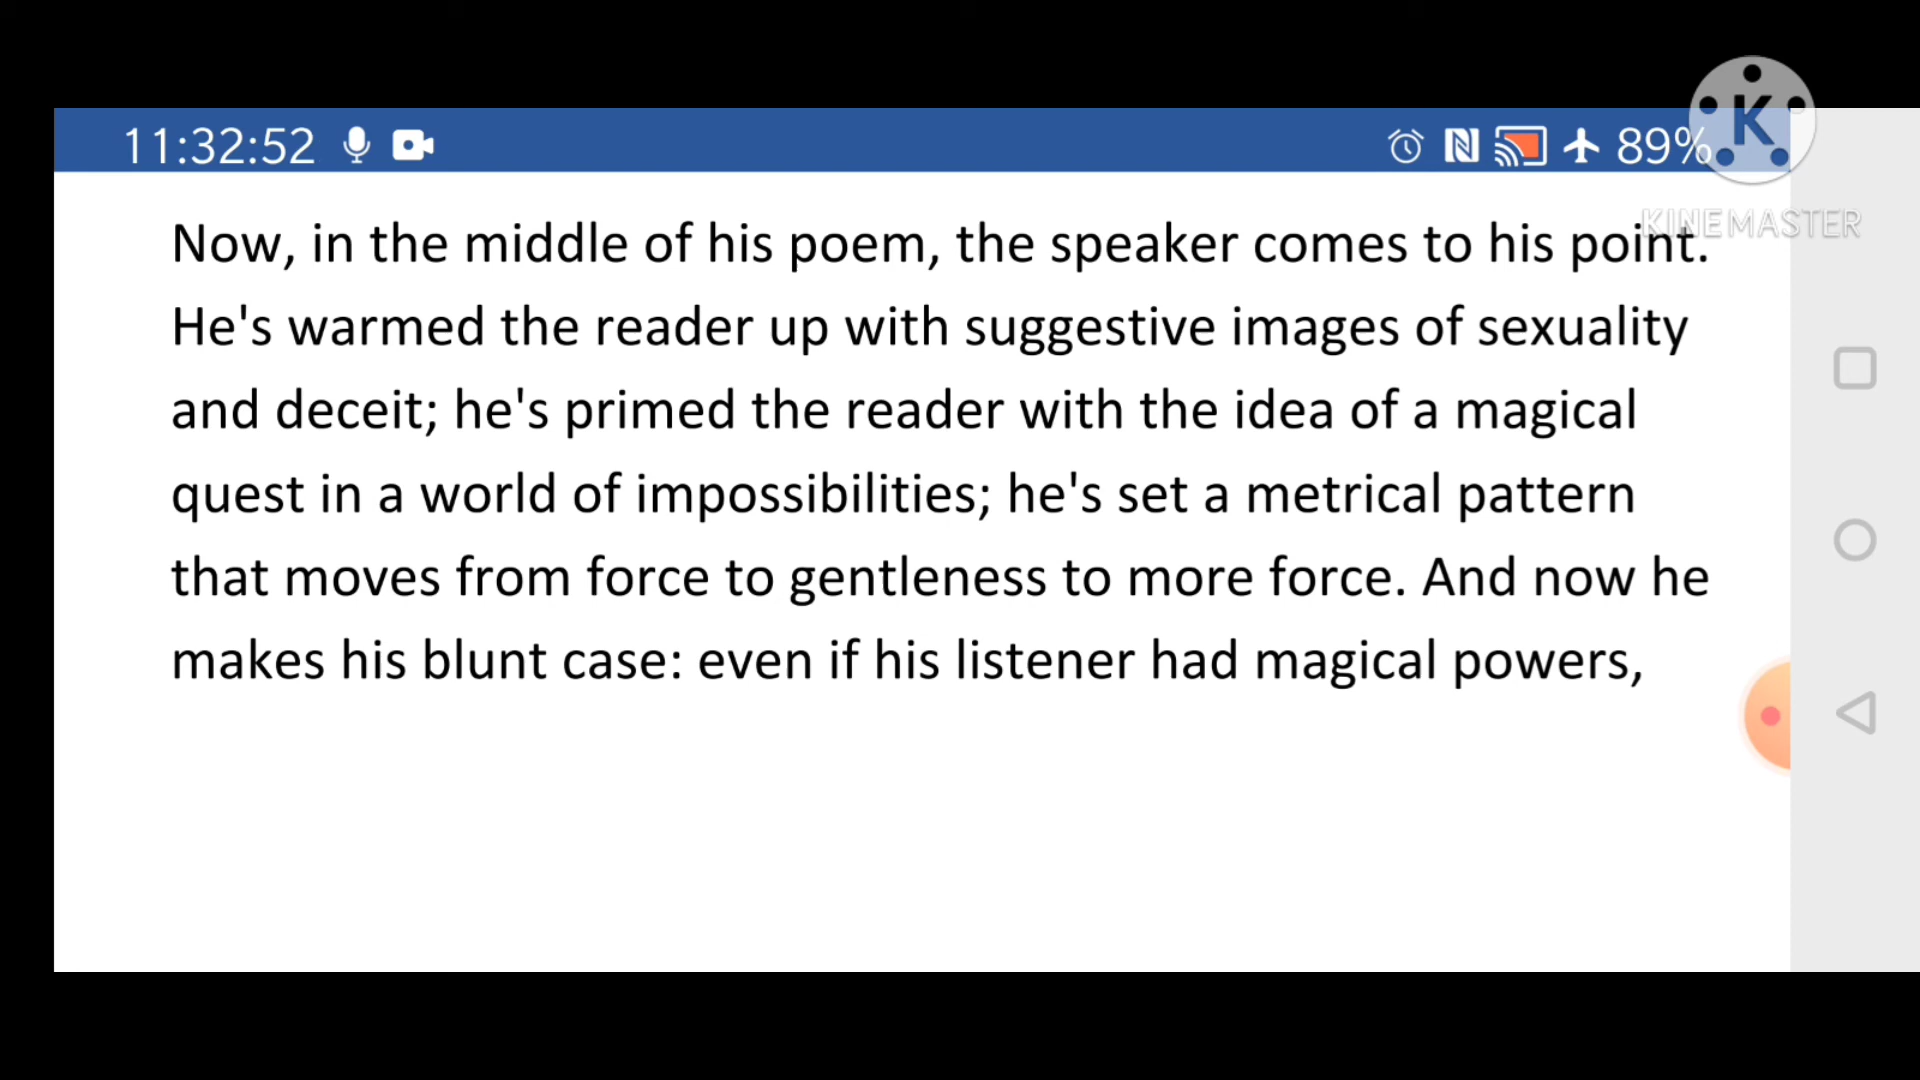 11:32:52 89%
K
KINEMASTER
Now, in the middle of his poem, the speaker comes to his point.
He's warmed the reader up with suggestive images of sexuality
and deceit; he's primed the reader with the idea of a magical
quest in a world of impossibilities; he's set a metrical pattern
that moves from force to gentleness to more force. And now he
makes his blunt case: even if his listener had magical powers,